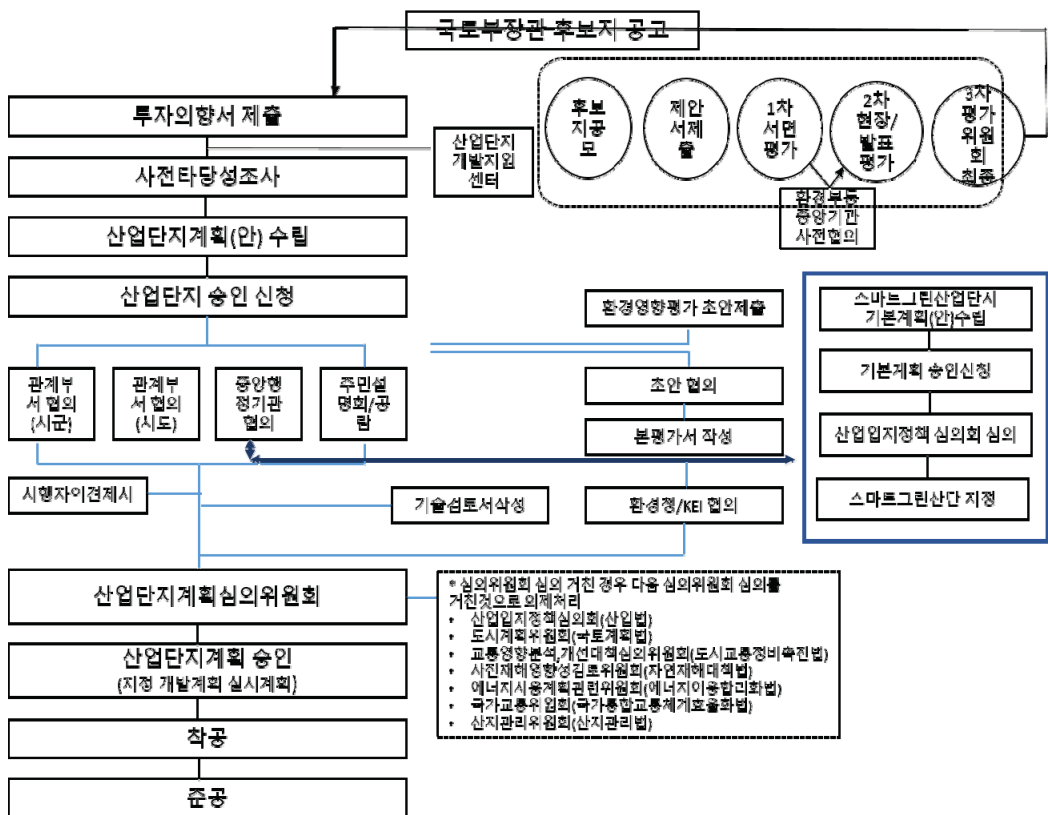 국토부장관 후보지 공고
후보
지공
모
제안
서제
출
1차
서면
평가
2차
현장/
발표
평가
3차
평가
위원
회
최종
환경부등
중앙기관
사전협의
투자의향서 제출
산업단지
개발지원
센터
사전타당성조사
산업단지계획(안) 수립
산업단지 승인 신청
관계부
서 협의
(시군)
관계부
서 협의
(시도)
중앙행
정기관
협의
주민설
명회/공
람
시행자이견제시
기술검토서작성
환경영향평가 초안제출
초안 협의
본평가서 작성
환경청/KEI 협의
스마트그린산업단지
기본계획(안)수립
기본계획 승인신청
산업입지정책 심의회 심의
스마트그린산단 지정
산업단지계획심의위원회
* 심의위원회 심의 거친 경우 다음 심의위원회 심의를
거친것으로 의제처리
• 산업입지정책심의회(산입법)
• 도시계획위원회(국토계획법)
• 교통영향분석,개선대책심의위원회(도시교통정비촉진법)
• 사전재해영향성검토위원회(자연재해대책법)
• 에너지사용계획관련위원회(에너지이용합리화법)
• 국가교통위원회(국가통합교통체계효율화법)
• 산지관리위원회(산지관리법)
산업단지계획 승인
(지정 개발계획 실시계획)
착공
준공